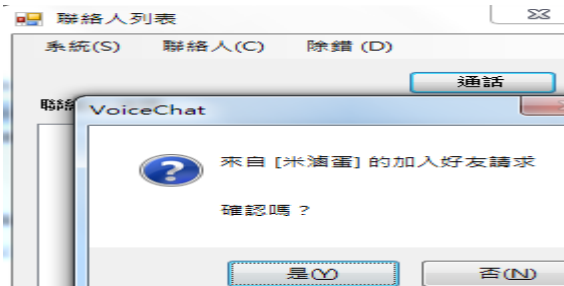 聯絡人列表
系統(S) 聯絡人(C) 除錯 (D)
通話
VoiceChat
來自 [米滷蛋] 的加入好友請求
確認嗎？
是(Y) 否(N)